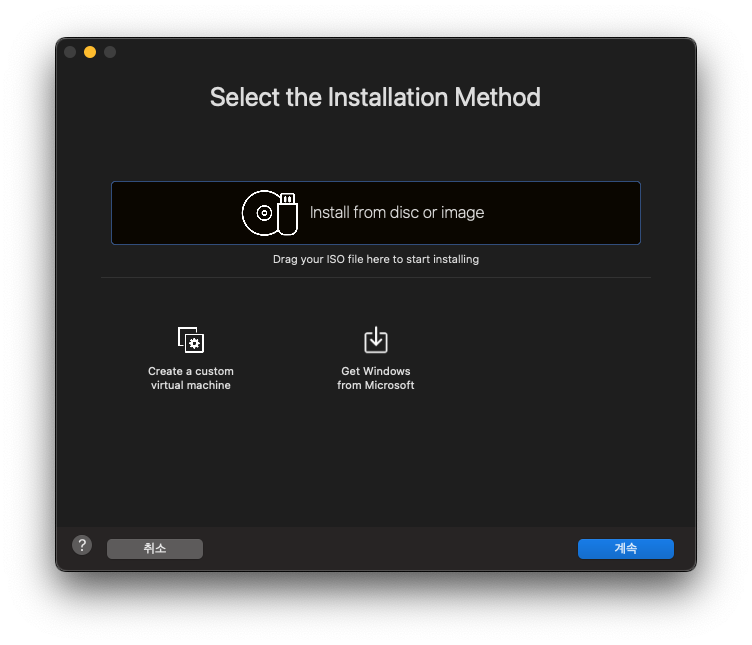 Select the Installation Method
Install from disc or image
Drag your ISO file here to start installing
Create a custom
virtual machine
Get Windows
from Microsoft
?
취소
계속